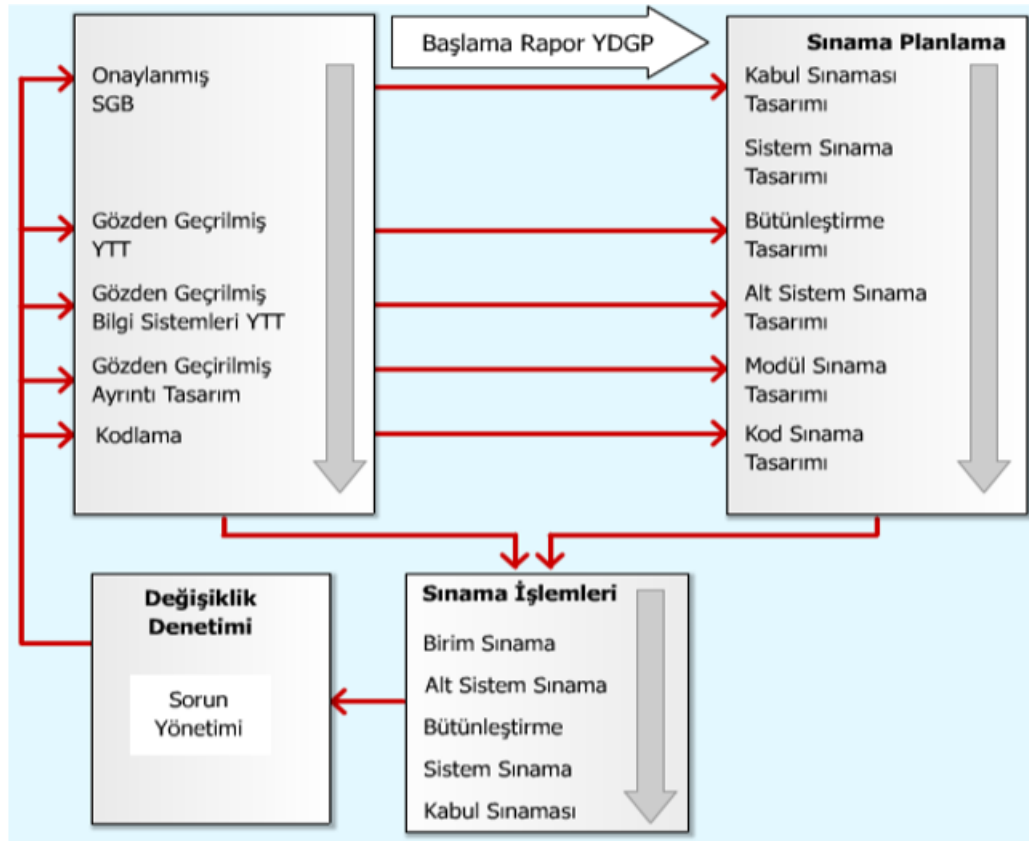 Başlama Rapor YDGP
Onaylanmış
SGB
Gözden Geçrilmiş
YTT
Gözden Geçrilmiş
Bilgi Sistemleri YTT
Gözden Geçirilmiş
Ayrıntı Tasarım
Kodlama
Sınama Planlama
Kabul Sınaması
Tasarımı
Sistem Sınama
Tasarımı
Bütünleştirme
Tasarımı
Alt Sistem Sınama
Tasarımı
Modül Sınama
Tasarımı
Kod Sınama
Tasarımı
Değişiklik
Denetimi
Sorun
Yönetimi
Sınama İşlemleri
Birim Sınama
Alt Sistem Sınama
Bütünleştirme
Sistem Sınama
Kabul Sınaması